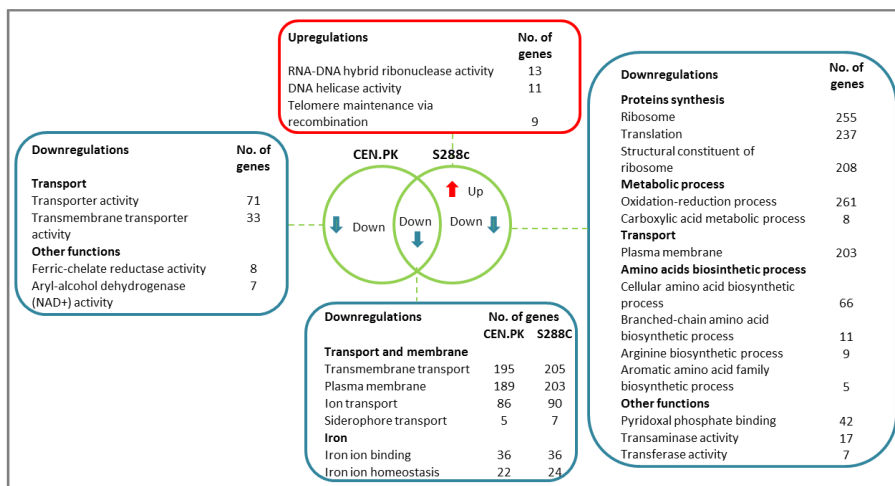 Upregulations No. of
genes
RNA-DNA hybrid ribonuclease activity 13
DNA helicase activity 11
Telomere maintenance via
recombination 9
Downregulations No. of
genes
Transport
Transporter activity 71
Transmembrane transporter 33
activity
Other functions
Ferric-chelate reductase activity 8
Aryl-alcohol dehydrogenase 7
(NAD+) activity
CEN.PK S288c
Up
Down Down Down
Downregulations No. of genes
CEN.PK S288C
Transport and membrane
Transmembrane transport 195 205
Plasma membrane 189 203
Ion transport 86 90
Siderophore transport 5 7
Iron
Iron ion binding 36 36
Iron ion homeostasis 22 24
Downregulations No. of
genes
Proteins synthesis
Ribosome 255
Translation 237
Structural constituent of
ribosome 208
Metabolic process
Oxidation-reduction process 261
Carboxylic acid metabolic process 8
Transport
Plasma membrane 203
Amino acids biosinthetic process
Cellular amino acid biosynthetic
process 66
Branched-chain amino acid
biosynthetic process 11
Arginine biosynthetic process 9
Aromatic amino acid family
biosynthetic process 5
Other functions
Pyridoxal phosphate binding 42
Transaminase activity 17
Transferase activity 7